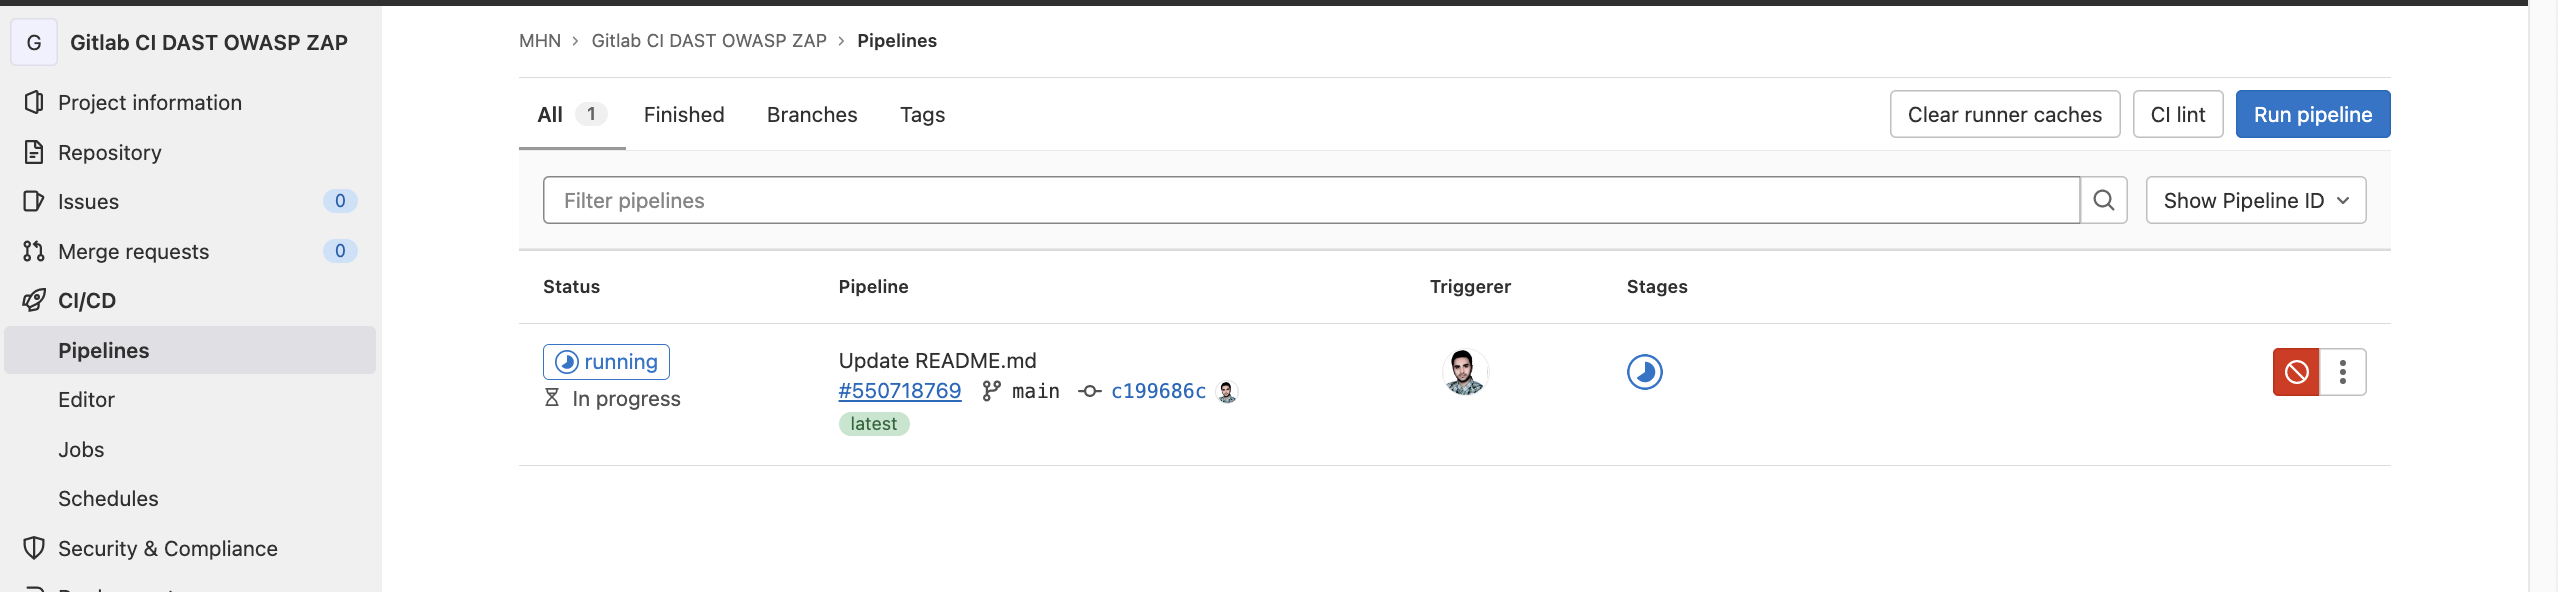 G Gitlab CI DAST OWASP ZAP
Project information
Repository
Issues 0
Merge requests 0
CI/CD
Pipelines
Editor
Jobs
Schedules
Security & Compliance
MHN > Gitlab CI DAST OWASP ZAP > Pipelines
All 1 Finished Branches Tags
Clear runner caches CI lint Run pipeline
Filter pipelines Show Pipeline ID
Status Pipeline Triggerer Stages
running
In progress
Update README.md
#550718769 main c199686c
latest